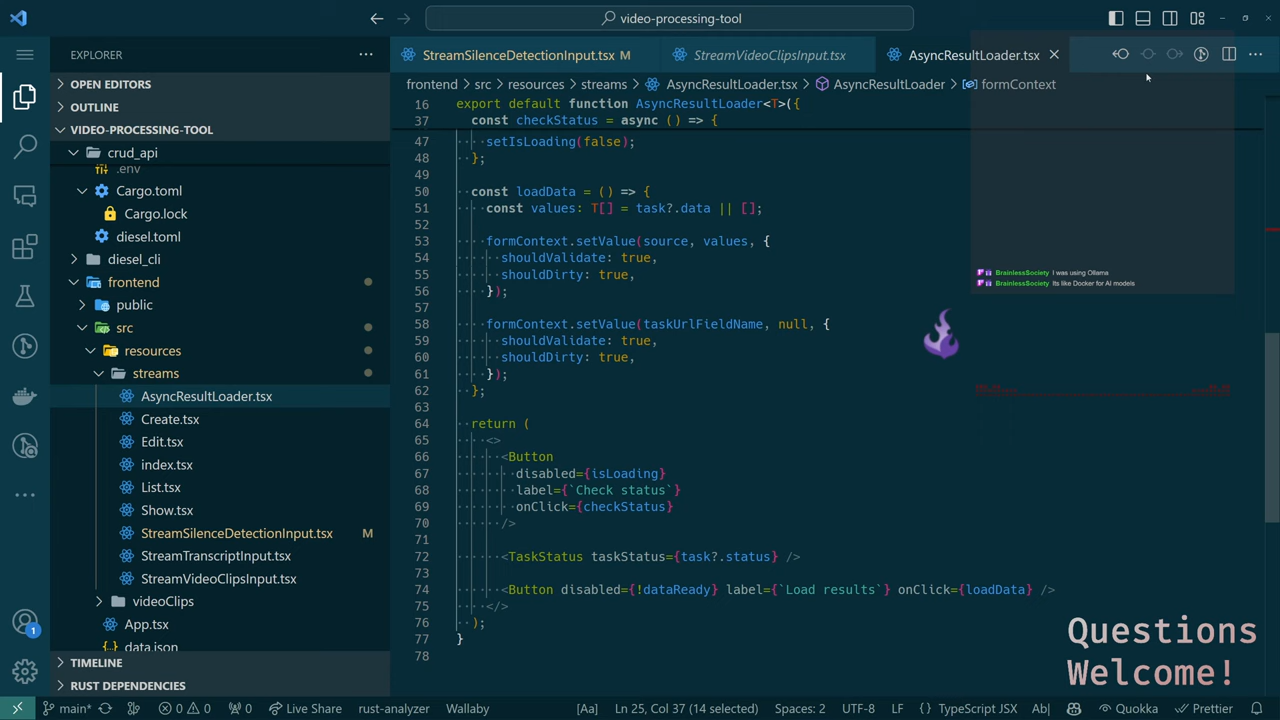 video-processing-tool
EXPLORER
StreamSilenceDetectionInput.tsx M
StreamVideoClipsInput.tsx
AsyncResultLoader.tsx
OPEN EDITORS
OUTLINE
VIDEO-PROCESSING-TOOL
crud_api
.env
Cargo.toml
Cargo.lock
diesel.toml
diesel_cli
frontend
public
src
resources
streams
AsyncResultLoader.tsx
Create.tsx
Edit.tsx
index.tsx
List.tsx
Show.tsx
StreamSilenceDetectionInput.tsx M
StreamTranscriptInput.tsx
StreamVideoClipsInput.tsx
videoClips
App.tsx
data.json
TIMELINE
RUST DEPENDENCIES
1
frontend > src > resources > streams > AsyncResultLoader.tsx > AsyncResultLoader > formContext
16 export default function AsyncResultLoader<T>({
37 const checkStatus = async () => {
47 setIsLoading(false);
48 };
49
50 const loadData = () => {
51 const values: T[] = task?.data || [];
52
53 formContext.setValue(source, values, {
54 shouldValidate: true,
55 shouldDirty: true,
56 });
57
58 formContext.setValue(taskUrlFieldName, null, {
59 shouldValidate: true,
60 shouldDirty: true,
61 });
62 };
63
64 return (
65 <>
66 <Button
67 disabled={isLoading}
68 label={`Check status`}
69 onClick={checkStatus}
70 />
71
72 <TaskStatus taskStatus={task?.status} />
73
74 <Button disabled={!dataReady} label={`Load results`} onClick={loadData} />
75 </>
76 );
77 }
78
BrainlessSociety I was using Ollama
BrainlessSociety Its like Docker for AI models
Questions
Welcome!
main* 0 0 0 Live Share rust-analyzer Wallaby [Aa] Ln 25, Col 37 (14 selected) Spaces: 2 UTF-8 LF {} TypeScript JSX Ab| Quokka Prettier